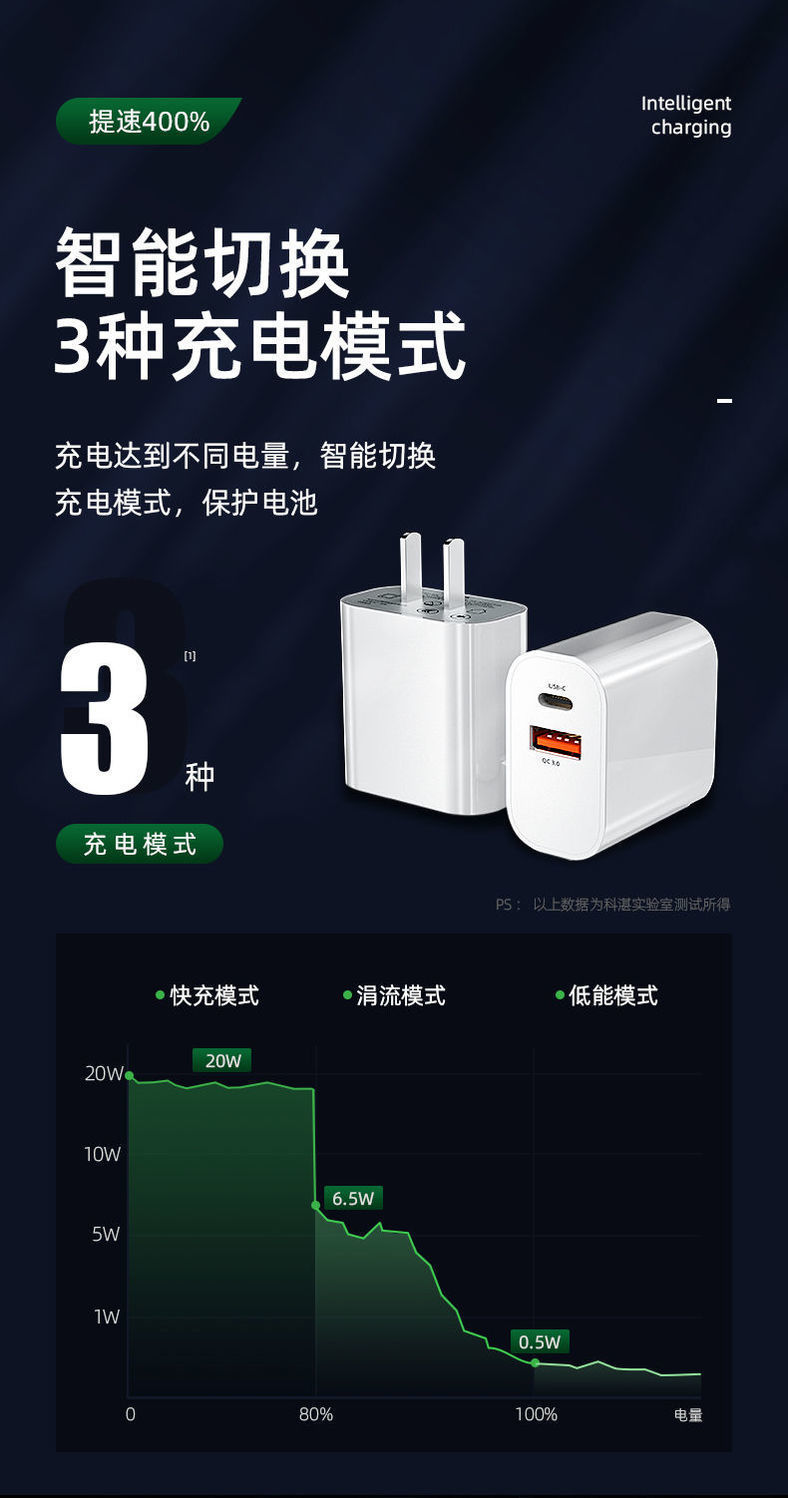 提速400%
Intelligent
charging
智能切换
3种充电模式
充电达到不同电量，智能切换
充电模式，保护电池
3
[1]
种
充电模式
USB-C
QC 3.0
PS： 以上数据为科湛实验室测试所得
快充模式
涓流模式
低能模式
20W
20W
10W
6.5W
5W
1W
0.5W
0
80%
100%
电量